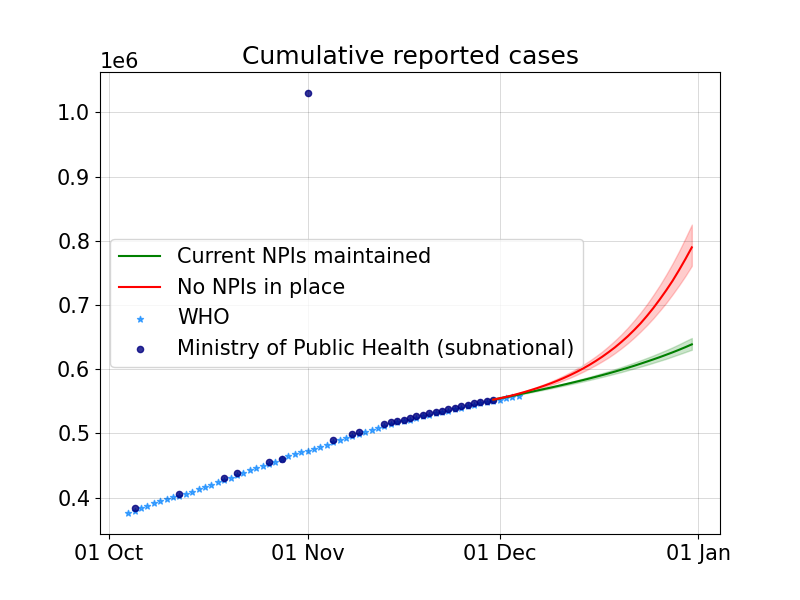 Cumulative reported cases
1e6
1.0
0.9
0.8
0.7
0.6
0.5
0.4
Current NPIs maintained
No NPIs in place
WHO
Ministry of Public Health (subnational)
01 Oct
01 Nov
01 Dec
01 Jan